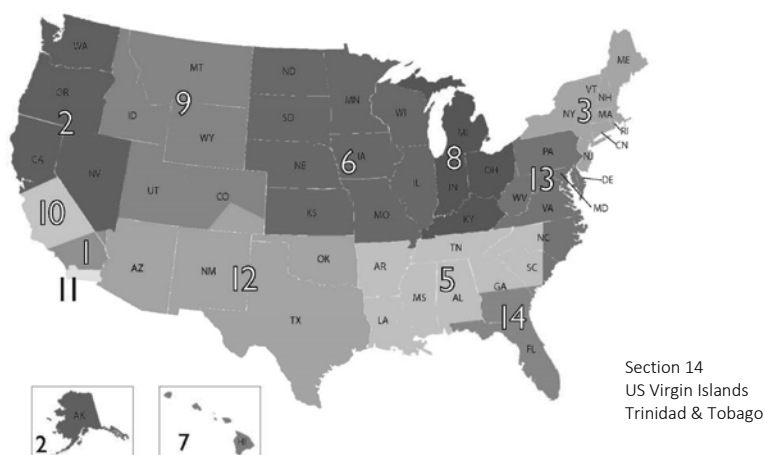 WA
MT
ND
ME
OR
ID
9
MN
VT
NH
2
SD
WI
MI
NY
3
MA
RI
WY
CN
CA
NV
NE
6
IA
8
PA
NJ
UT
CO
IL
IN
OH
13
DE
10
KS
MO
WV
VA
MD
KY
1
AZ
NM
12
OK
AR
TN
NC
11
5
SC
TX
MS
AL
GA
LA
14
FL
Section 14
US Virgin Islands
Trinidad & Tobago
AK
2
7
HI